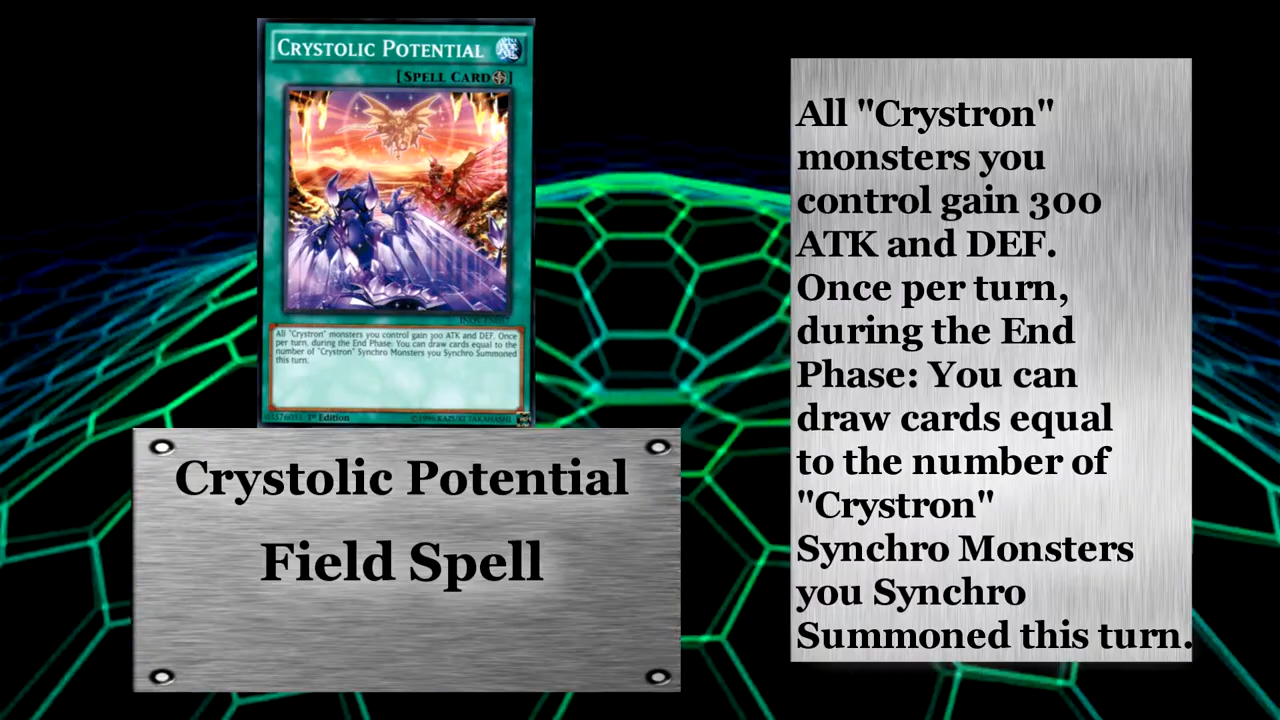 CRYSTOLIC POTENTIAL
[SPELL CARD]
All "Crystron" monsters you control gain 300 ATK and DEF. Once
per turn, during the End Phase: You can draw cards equal to the
number of "Crystron" Synchro Monsters you Synchro Summoned
this turn.
1st Edition
©1996 KAZUKI TAKAHASHI
Crystolic Potential
Field Spell
All "Crystron"
monsters you
control gain 300
ATK and DEF.
Once per turn,
during the End
Phase: You can
draw cards equal
to the number of
"Crystron"
Synchro Monsters
you Synchro
Summoned this turn.